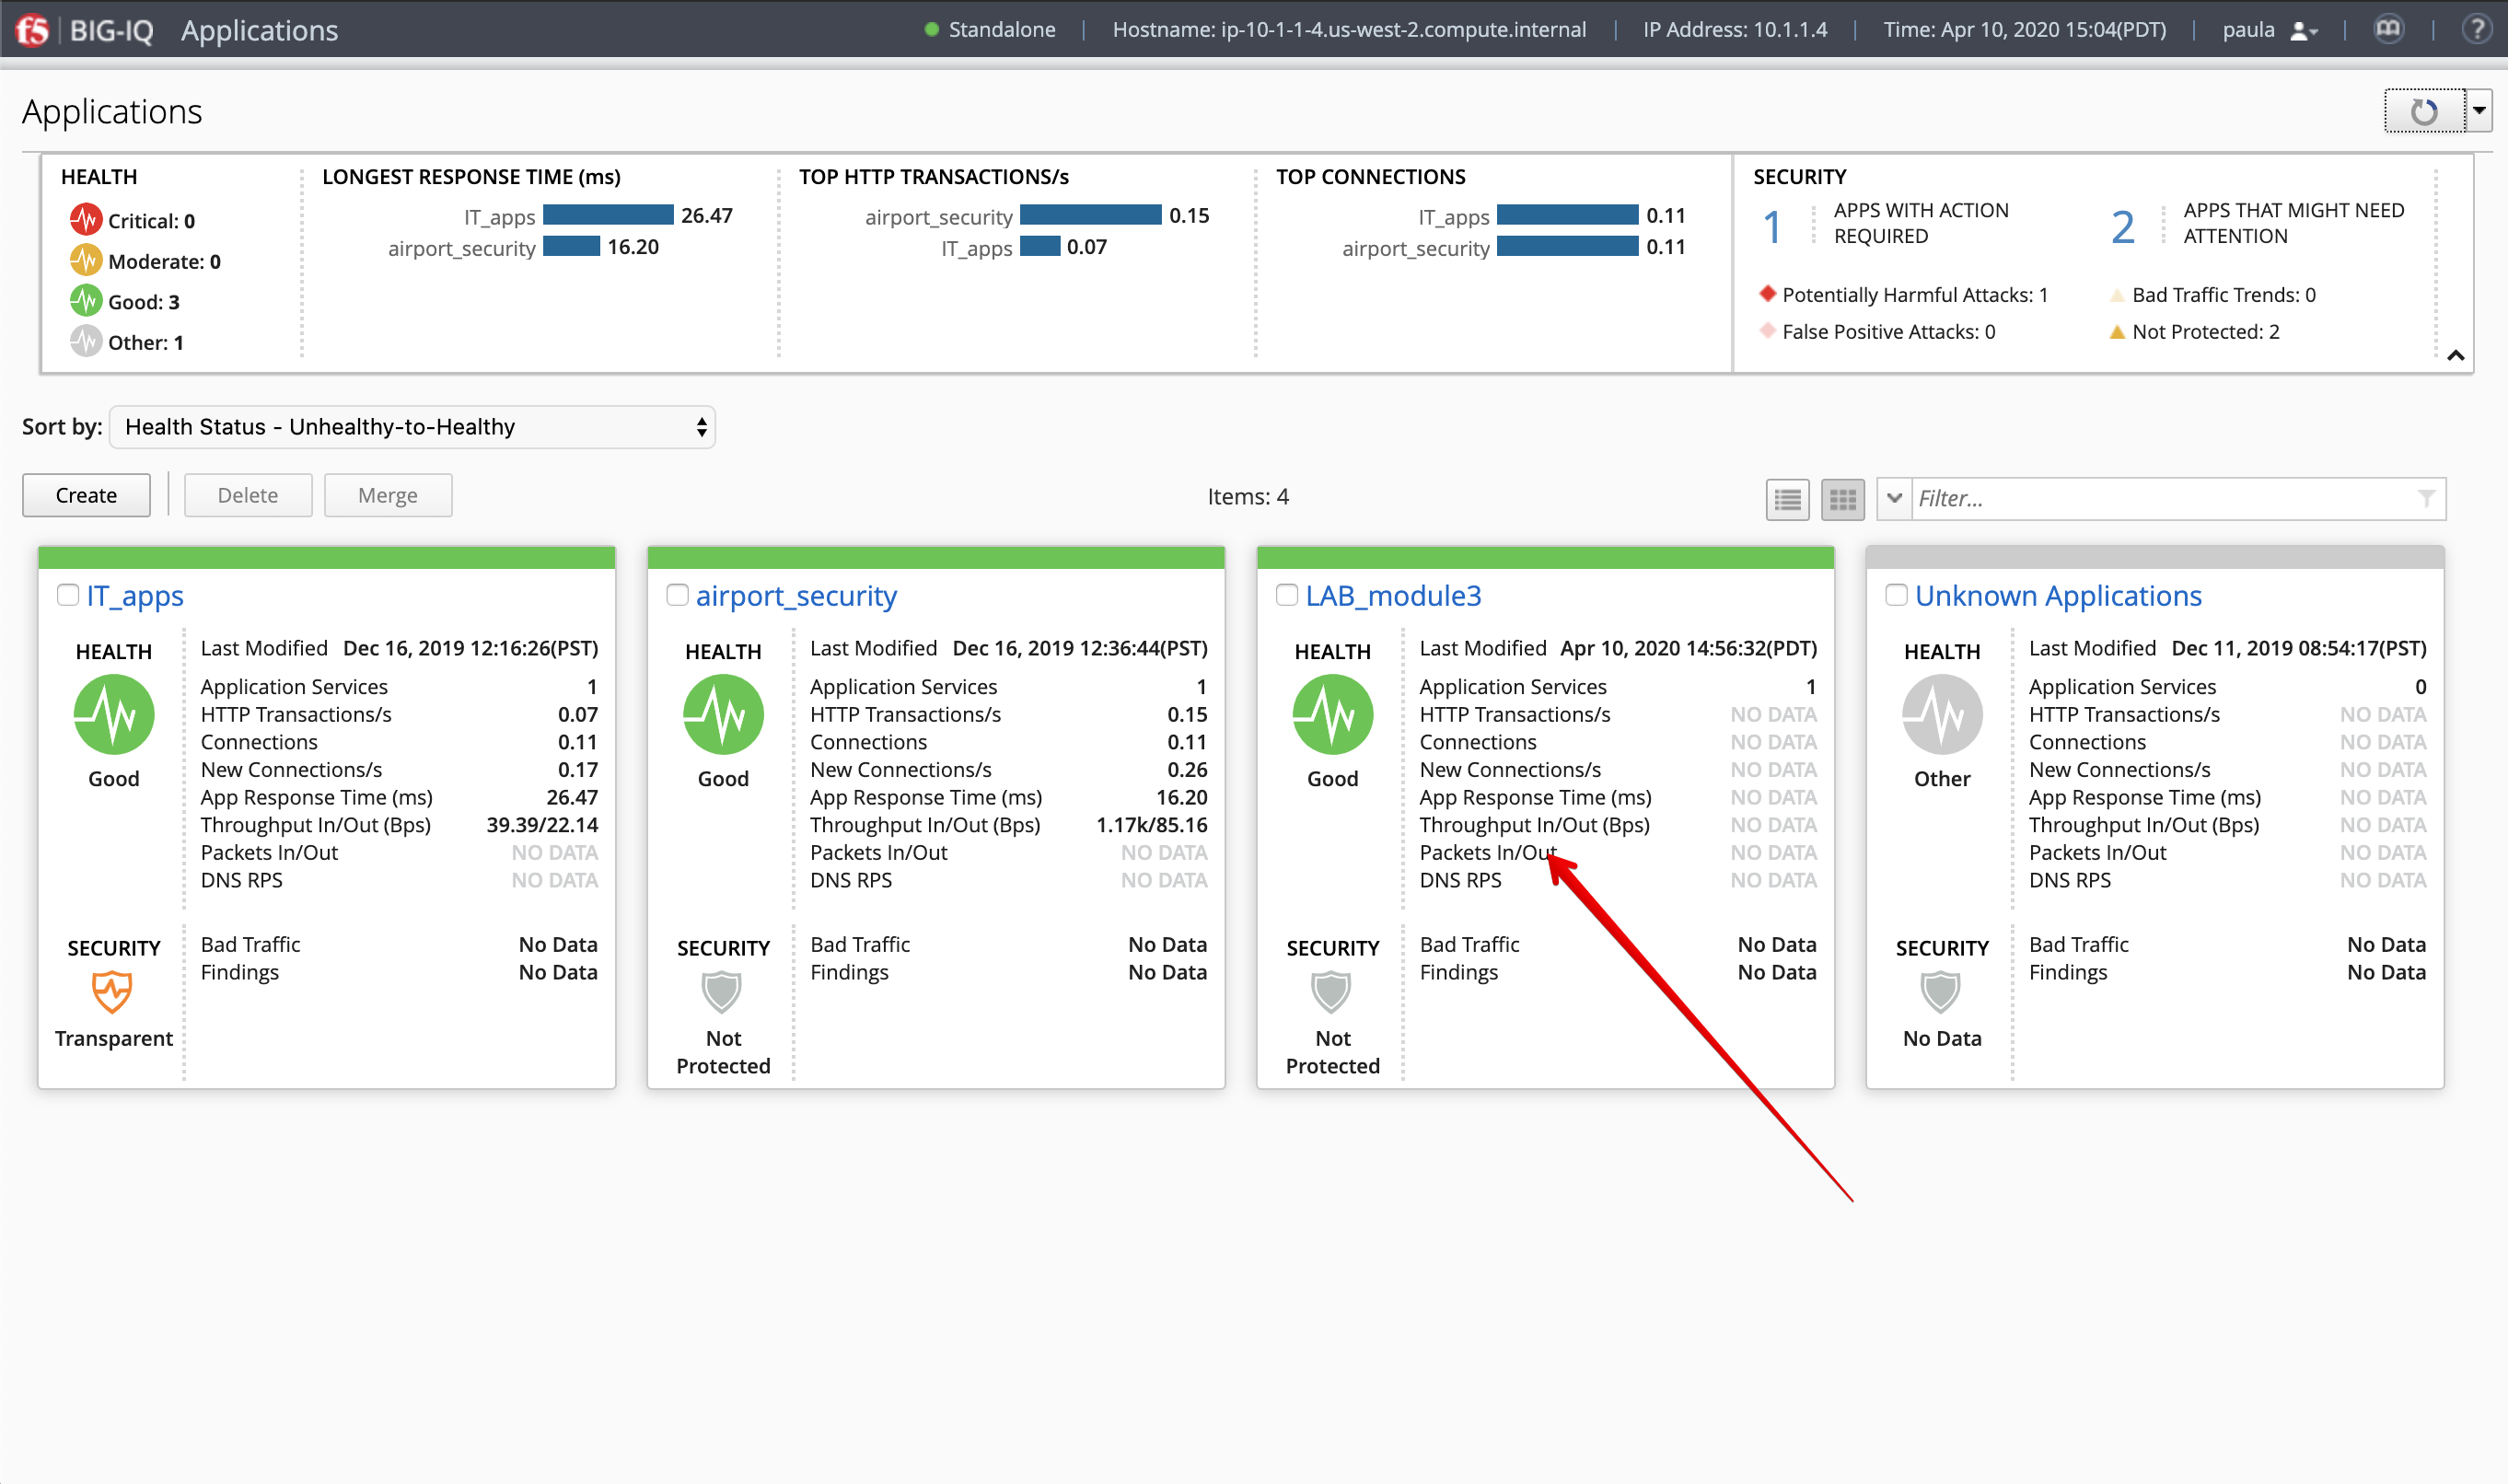 f5 BIG-IQ Applications Standalone Hostname: ip-10-1-1-4.us-west-2.compute.internal IP Address: 10.1.1.4 Time: Apr 10, 2020 15:04(PDT) paula ?
Applications
HEALTH
Critical: 0
Moderate: 0
Good: 3
Other: 1
LONGEST RESPONSE TIME (ms)
IT_apps 26.47
airport_security 16.20
TOP HTTP TRANSACTIONS/s
airport_security 0.15
IT_apps 0.07
TOP CONNECTIONS
IT_apps 0.11
airport_security 0.11
SECURITY
1 APPS WITH ACTION
REQUIRED
2 APPS THAT MIGHT NEED
ATTENTION
Potentially Harmful Attacks: 1
False Positive Attacks: 0
Bad Traffic Trends: 0
Not Protected: 2
Sort by: Health Status - Unhealthy-to-Healthy
Create Delete Merge Items: 4 Filter...
IT_apps
HEALTH
Good
Last Modified Dec 16, 2019 12:16:26(PST)
Application Services 1
HTTP Transactions/s 0.07
Connections 0.11
New Connections/s 0.17
App Response Time (ms) 26.47
Throughput In/Out (Bps) 39.39/22.14
Packets In/Out NO DATA
DNS RPS NO DATA
SECURITY
Transparent
Bad Traffic No Data
Findings No Data
airport_security
HEALTH
Good
Last Modified Dec 16, 2019 12:36:44(PST)
Application Services 1
HTTP Transactions/s 0.15
Connections 0.11
New Connections/s 0.26
App Response Time (ms) 16.20
Throughput In/Out (Bps) 1.17k/85.16
Packets In/Out NO DATA
DNS RPS NO DATA
SECURITY
Not
Protected
Bad Traffic No Data
Findings No Data
LAB_module3
HEALTH
Good
Last Modified Apr 10, 2020 14:56:32(PDT)
Application Services 1
HTTP Transactions/s NO DATA
Connections NO DATA
New Connections/s NO DATA
App Response Time (ms) NO DATA
Throughput In/Out (Bps) NO DATA
Packets In/Out NO DATA
DNS RPS NO DATA
SECURITY
Not
Protected
Bad Traffic No Data
Findings No Data
Unknown Applications
HEALTH
Other
Last Modified Dec 11, 2019 08:54:17(PST)
Application Services 0
HTTP Transactions/s NO DATA
Connections NO DATA
New Connections/s NO DATA
App Response Time (ms) NO DATA
Throughput In/Out (Bps) NO DATA
Packets In/Out NO DATA
DNS RPS NO DATA
SECURITY
No Data
Bad Traffic No Data
Findings No Data